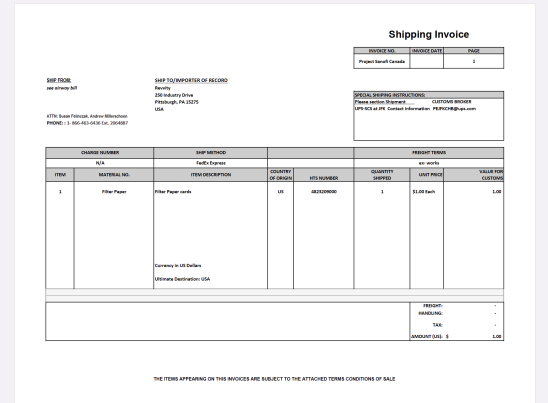 Shipping Invoice
INVOICE NO. INVOICE DATE PAGE
Project Sanofi Canada 1
SHIP FROM: SHIP TO/IMPORTER OF RECORD
see airway bill Revvity
250 Industry Drive
Pittsburgh, PA 15275
USA
SPECIAL SHIPPING INSTRUCTIONS:
Please section Shipment CUSTOMS BROKER
UPS-SCS at JFK Contact information PEIFKCHB@ups.com
ATTN: Susan Folnozat, Andrew
PHONE: : 1- 866-463-6436 Ext. 2064887
CHARGE NUMBER SHIP METHOD FREIGHT TERMS
N/A FedEx Express ex- works
ITEM MATERIAL NO. ITEM DESCRIPTION COUNTRY OF ORIGIN HTS NUMBER QUANTITY SHIPPED UNIT PRICE VALUE FOR CUSTOMS
1 Filter Paper Filter Paper cards US 4823209000 1 $1.00 Each 1.00
Currency in US Dollars
Ultimate Destination: USA
FREIGHT: -
HANDLING: -
TAX: -
AMOUNT (US): $ 1.00
THE ITEMS APPEARING ON THIS INVOICES ARE SUBJECT TO THE ATTACHED TERMS CONDITIONS OF SALE